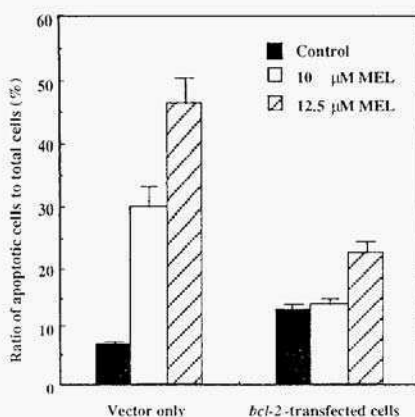 Ratio of apoptotic cells to total cells (%)
60
50
40
30
20
10
0
Control
10 μM MEL
12.5 μM MEL
Vector only
bcl-2-transfected cells